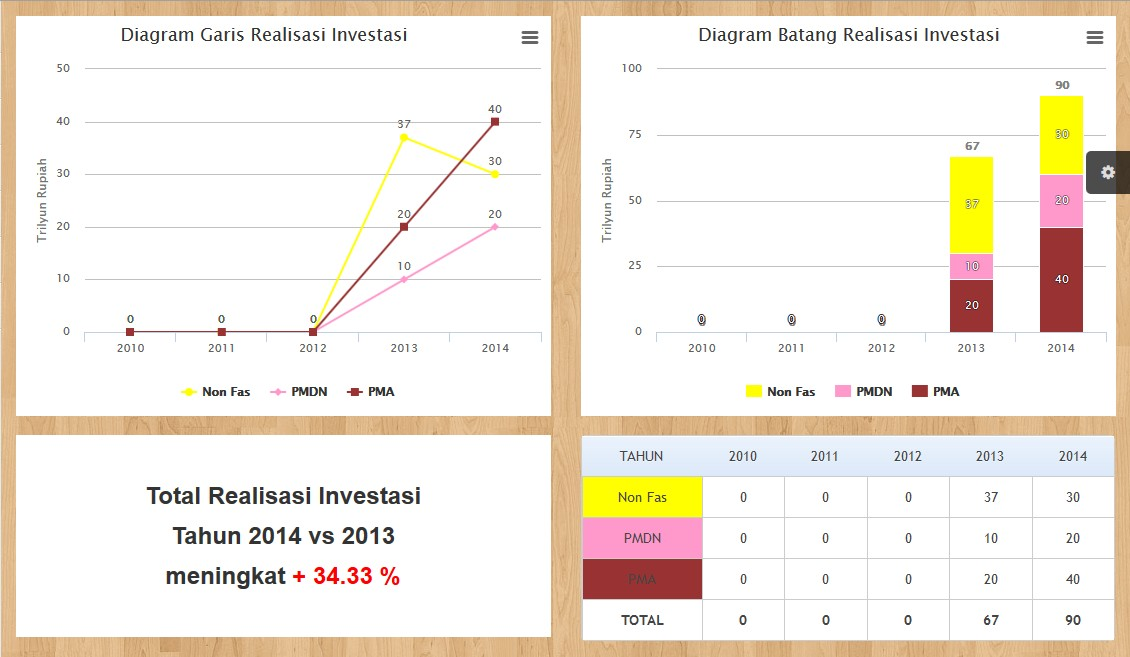 Diagram Garis Realisasi Investasi
Trilyun Rupiah
50
40
30
20
10
0
37
40
30
20
20
10
0
0
0
2010 2011 2012 2013 2014
Non Fas PMDN PMA
Diagram Batang Realisasi Investasi
Trilyun Rupiah
100
75
50
25
0
90
67
30
37
20
10
40
20
0 0 0
2010 2011 2012 2013 2014
Non Fas PMDN PMA
Total Realisasi Investasi
Tahun 2014 vs 2013
meningkat + 34.33 %
TAHUN 2010 2011 2012 2013 2014
Non Fas 0 0 0 37 30
PMDN 0 0 0 10 20
PMA 0 0 0 20 40
TOTAL 0 0 0 67 90